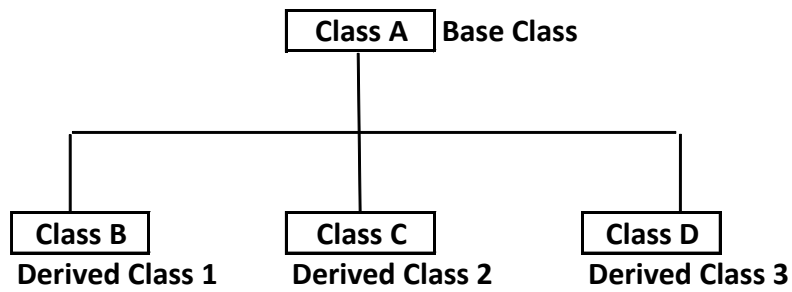 Class A Base Class
Class B Class C Class D
Derived Class 1 Derived Class 2 Derived Class 3